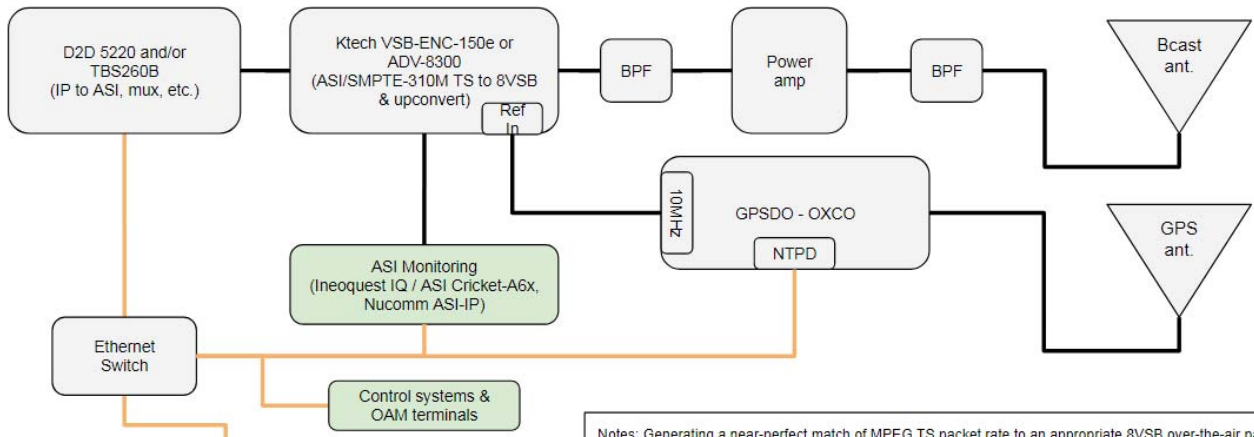 D2D 5220 and/or
TBS260B
(IP to ASI, mux, etc.)
Ktech VSB-ENC-150e or
ADV-8300
(ASI/SMPTE-310M TS to 8VSB
& upconvert)
Ref
In
BPF
Power
amp
BPF
Bcast
ant.
10MHz
GPSDO - OXCO
NTPD
GPS
ant.
ASI Monitoring
(Ineoquest IQ / ASI Cricket-A6x,
Nucomm ASI-IP)
Ethernet
Switch
Control systems &
OAM terminals
Notes: Generating a near-perfect match of MPEG TS packet rate to an appropriate 8VSB over-the-air